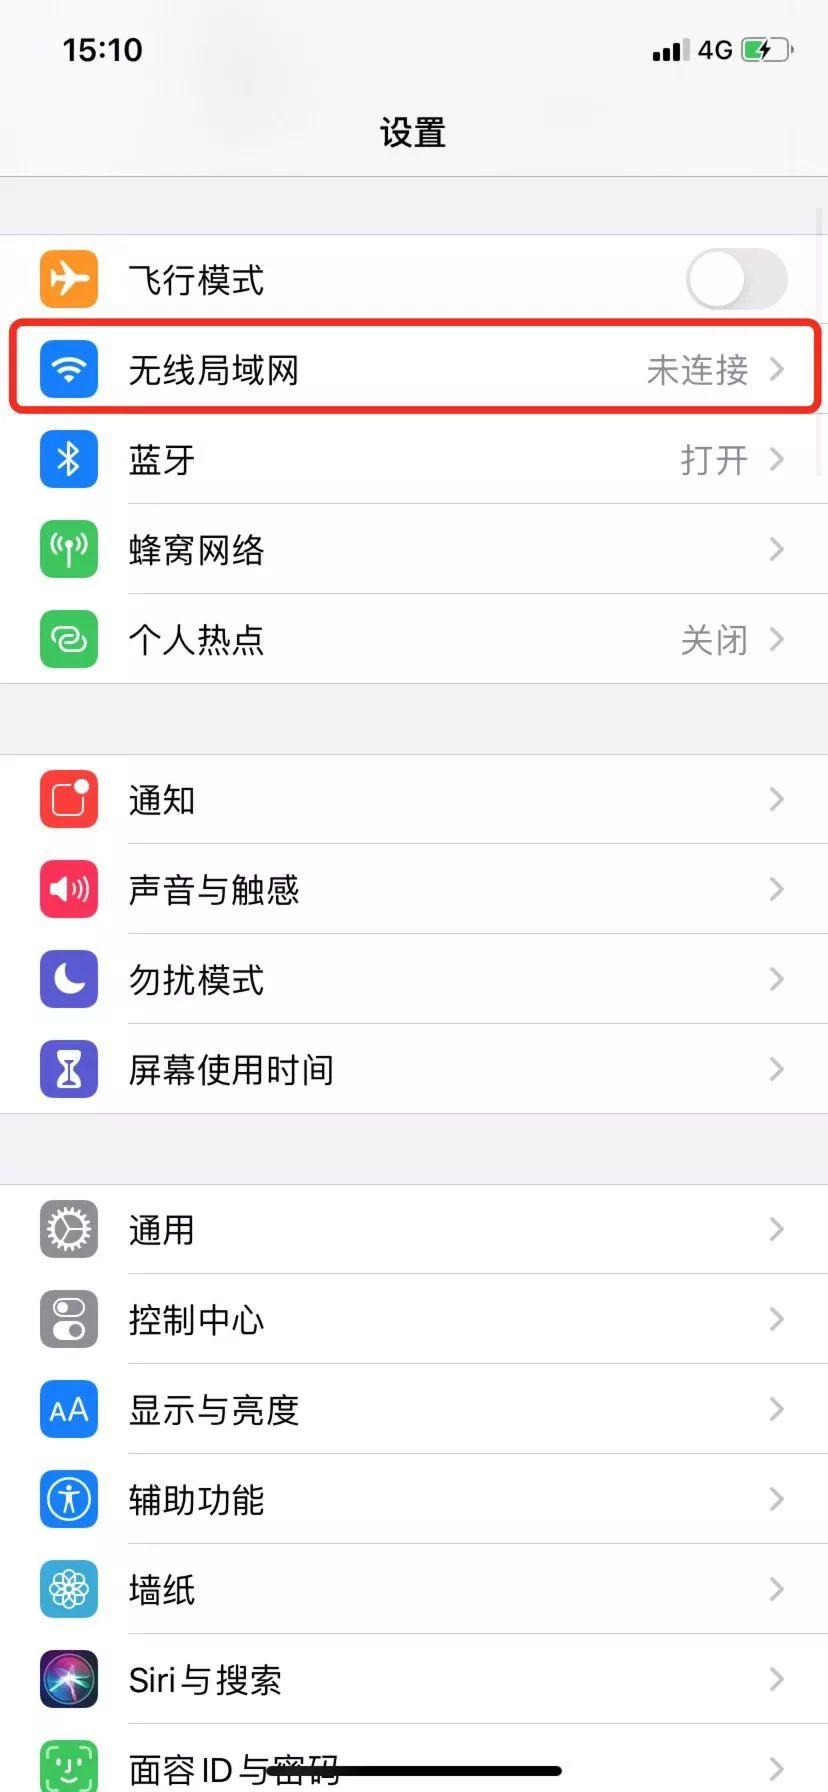 15:10 4G
设置
飞行模式
无线局域网 未连接
蓝牙 打开
蜂窝网络
个人热点 关闭
通知
声音与触感
勿扰模式
屏幕使用时间
通用
控制中心
AA 显示与亮度
辅助功能
墙纸
Siri与搜索
面容ID与密码